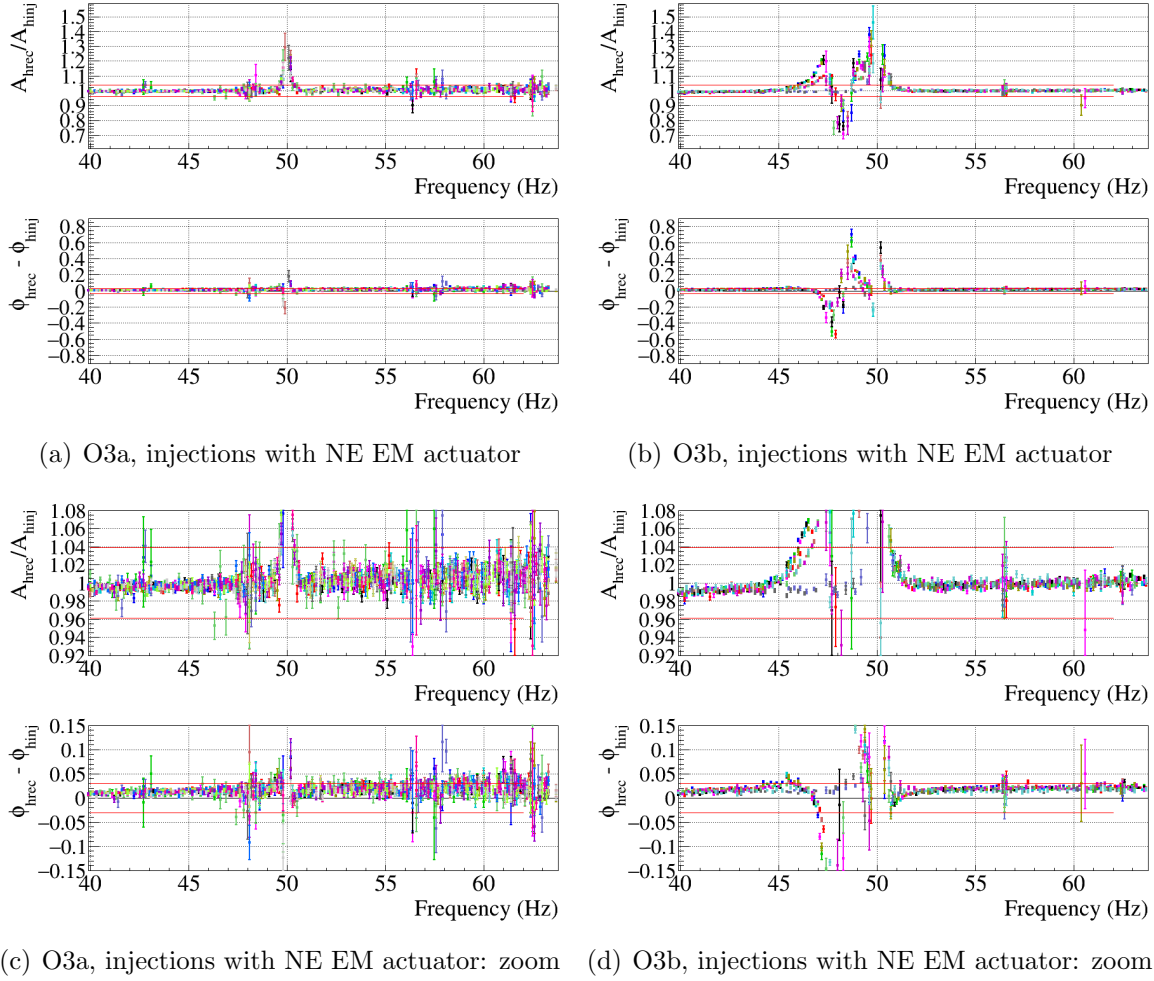 A_hrec/A_hinj
1.5
1.4
1.3
1.2
1.1
1
0.9
0.8
0.7
40 45 50 55 60
Frequency (Hz)
ϕ_hrec - ϕ_hinj
0.8
0.6
0.4
0.2
0
−0.2
−0.4
−0.6
−0.8
40 45 50 55 60
Frequency (Hz)
(a) O3a, injections with NE EM actuator
A_hrec/A_hinj
1.5
1.4
1.3
1.2
1.1
1
0.9
0.8
0.7
40 45 50 55 60
Frequency (Hz)
ϕ_hrec - ϕ_hinj
0.8
0.6
0.4
0.2
0
−0.2
−0.4
−0.6
−0.8
40 45 50 55 60
Frequency (Hz)
(b) O3b, injections with NE EM actuator
A_hrec/A_hinj
1.08
1.06
1.04
1.02
1
0.98
0.96
0.94
0.92
40 45 50 55 60
Frequency (Hz)
ϕ_hrec - ϕ_hinj
0.15
0.1
0.05
0
−0.05
−0.1
−0.15
40 45 50 55 60
Frequency (Hz)
(c) O3a, injections with NE EM actuator: zoom
A_hrec/A_hinj
1.08
1.06
1.04
1.02
1
0.98
0.96
0.94
0.92
40 45 50 55 60
Frequency (Hz)
ϕ_hrec - ϕ_hinj
0.15
0.1
0.05
0
−0.05
−0.1
−0.15
40 45 50 55 60
Frequency (Hz)
(d) O3b, injections with NE EM actuator: zoom